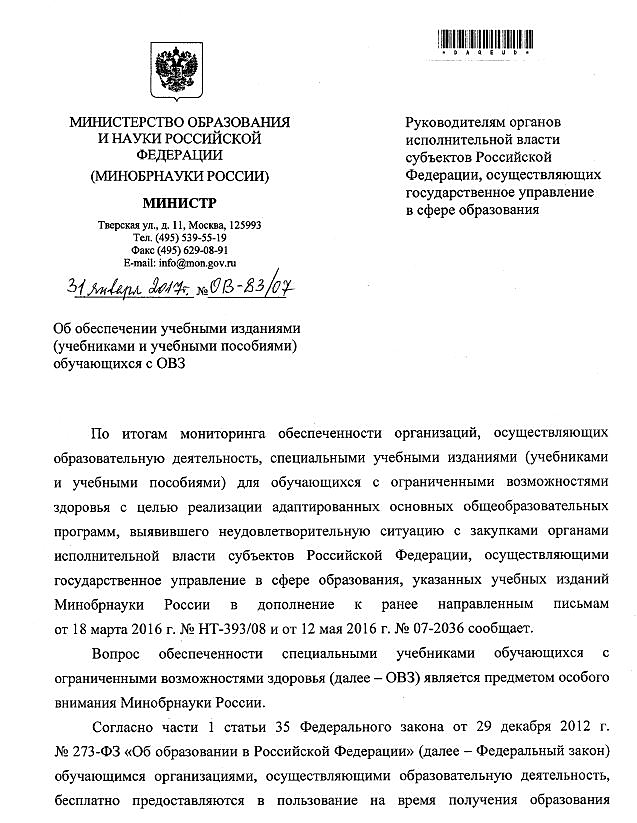 * D A Q E U D *
МИНИСТЕРСТВО ОБРАЗОВАНИЯ
И НАУКИ РОССИЙСКОЙ
ФЕДЕРАЦИИ
(МИНОБРНАУКИ РОССИИ)
МИНИСТР
Тверская ул., д. 11, Москва, 125993
Тел. (495) 539-55-19
Факс (495) 629-08-91
E-mail: info@mon.gov.ru
31 января 2017г. № ОВ-83/07
Руководителям органов
исполнительной власти
субъектов Российской
Федерации, осуществляющих
государственное управление
в сфере образования
Об обеспечении учебными изданиями
(учебниками и учебными пособиями)
обучающихся с ОВЗ
По итогам мониторинга обеспеченности организаций, осуществляющих
образовательную деятельность, специальными учебными изданиями (учебниками
и учебными пособиями) для обучающихся с ограниченными возможностями
здоровья с целью реализации адаптированных основных общеобразовательных
программ, выявившего неудовлетворительную ситуацию с закупками органами
исполнительной власти субъектов Российской Федерации, осуществляющими
государственное управление в сфере образования, указанных учебных изданий
Минобрнауки России в дополнение к ранее направленным письмам
от 18 марта 2016 г. № НТ-393/08 и от 12 мая 2016 г. № 07-2036 сообщает.
Вопрос обеспеченности специальными учебниками обучающихся с
ограниченными возможностями здоровья (далее – ОВЗ) является предметом особого
внимания Минобрнауки России.
Согласно части 1 статьи 35 Федерального закона от 29 декабря 2012 г.
№ 273-ФЗ «Об образовании в Российской Федерации» (далее – Федеральный закон)
обучающимся организациями, осуществляющими образовательную деятельность,
бесплатно предоставляются в пользование на время получения образования